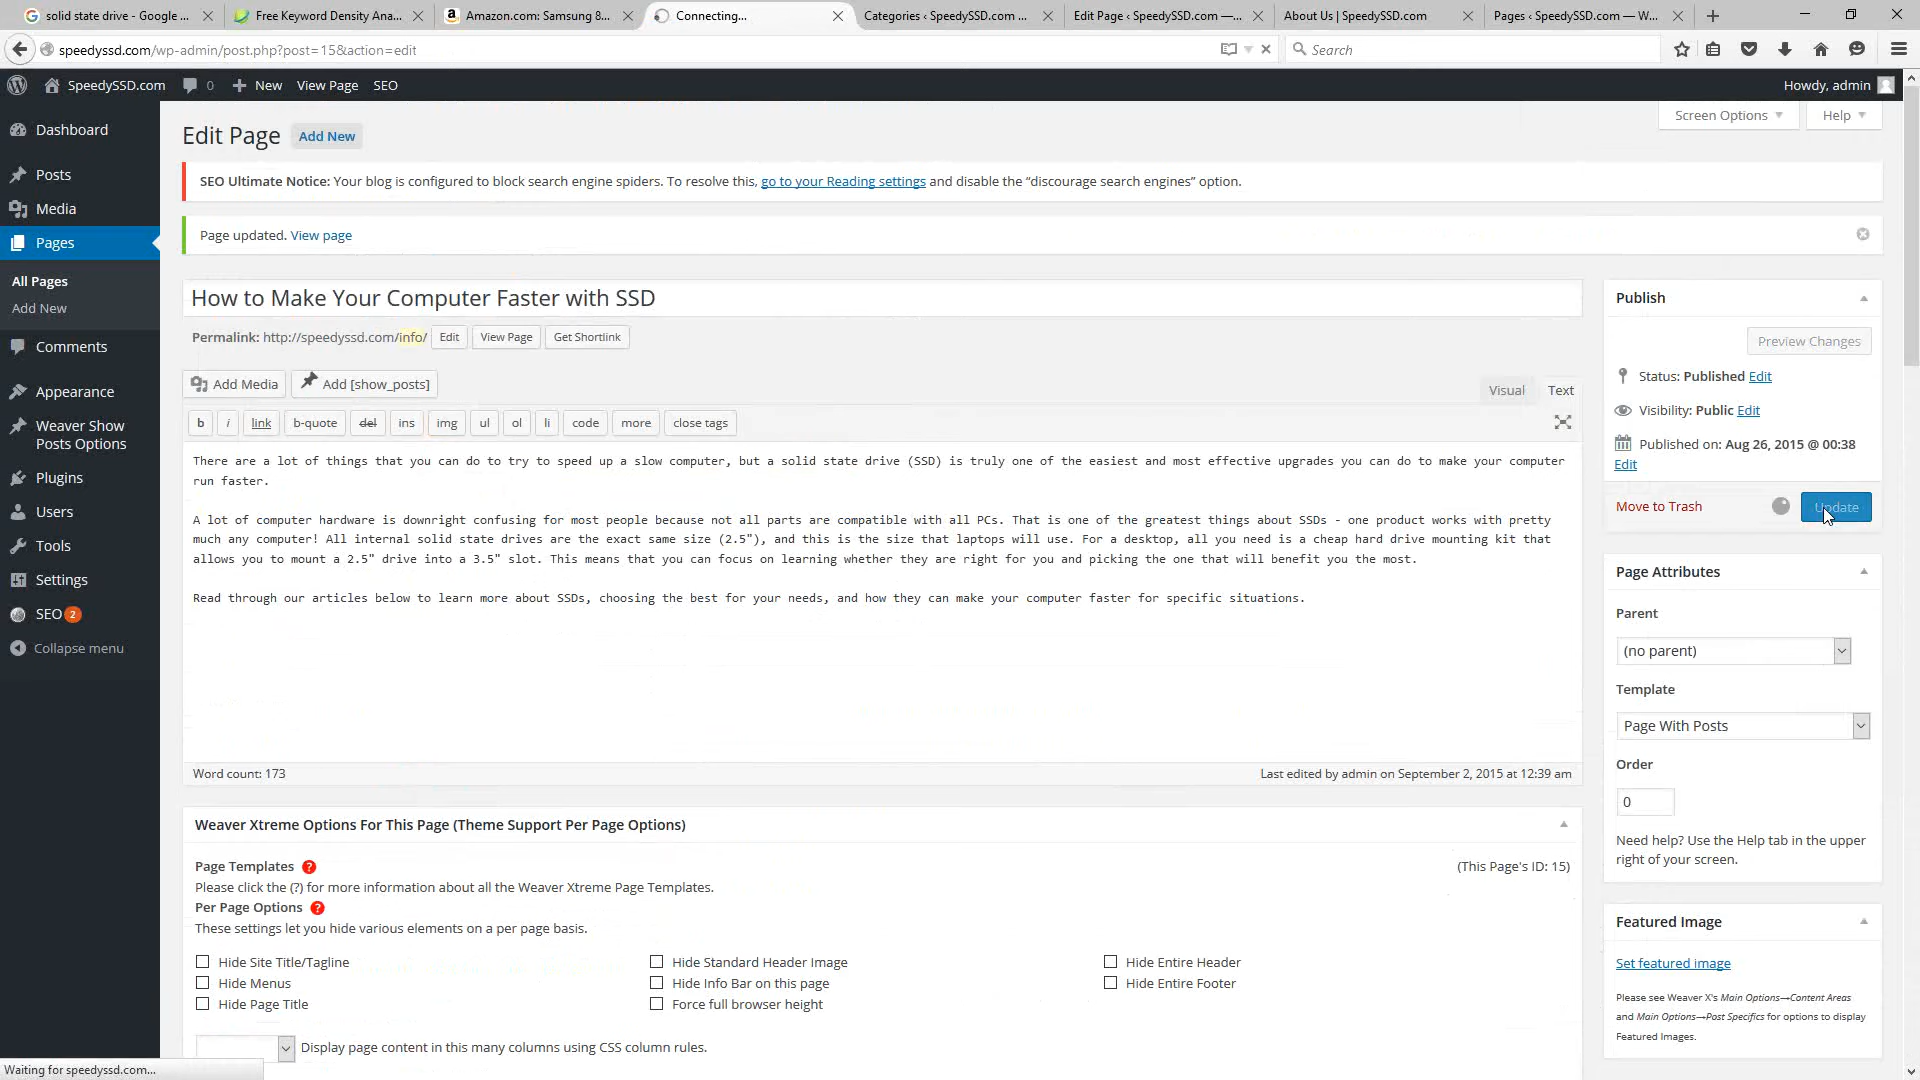 solid state drive - Google ...
Free Keyword Density Ana...
Amazon.com: Samsung 8...
Connecting...
Categories ‹ SpeedySSD.com ...
Edit Page ‹ SpeedySSD.com —...
About Us | SpeedySSD.com
Pages ‹ SpeedySSD.com — W...
speedyssd.com/wp-admin/post.php?post=15&action=edit
Search
SpeedySSD.com
0
New
View Page
SEO
Howdy, admin
Dashboard
Posts
Media
Pages
All Pages
Add New
Comments
Appearance
Weaver Show
Posts Options
Plugins
Users
Tools
Settings
SEO 2
Collapse menu
Screen Options
Help
Edit Page
Add New
SEO Ultimate Notice: Your blog is configured to block search engine spiders. To resolve this, go to your Reading settings and disable the “discourage search engines” option.
Page updated. View page
How to Make Your Computer Faster with SSD
Permalink: http://speedyssd.com/info/
Edit
View Page
Get Shortlink
Add Media
Add [show_posts]
Visual
Text
b
i
link
b-quote
del
ins
img
ul
ol
li
code
more
close tags
There are a lot of things that you can do to try to speed up a slow computer, but a solid state drive (SSD) is truly one of the easiest and most effective upgrades you can do to make your computer
run faster.
A lot of computer hardware is downright confusing for most people because not all parts are compatible with all PCs. That is one of the greatest things about SSDs - one product works with pretty
much any computer! All internal solid state drives are the exact same size (2.5"), and this is the size that laptops will use. For a desktop, all you need is a cheap hard drive mounting kit that
allows you to mount a 2.5" drive into a 3.5" slot. This means that you can focus on learning whether they are right for you and picking the one that will benefit you the most.
Read through our articles below to learn more about SSDs, choosing the best for your needs, and how they can make your computer faster for specific situations.
Word count: 173
Last edited by admin on September 2, 2015 at 12:39 am
Weaver Xtreme Options For This Page (Theme Support Per Page Options)
Page Templates ?
(This Page's ID: 15)
Please click the (?) for more information about all the Weaver Xtreme Page Templates.
Per Page Options ?
These settings let you hide various elements on a per page basis.
Hide Site Title/Tagline
Hide Standard Header Image
Hide Entire Header
Hide Menus
Hide Info Bar on this page
Hide Entire Footer
Hide Page Title
Force full browser height
Display page content in this many columns using CSS column rules.
Publish
Preview Changes
Status: Published Edit
Visibility: Public Edit
Published on: Aug 26, 2015 @ 00:38
Edit
Move to Trash
Update
Page Attributes
Parent
(no parent)
Template
Page With Posts
Order
0
Need help? Use the Help tab in the upper
right of your screen.
Featured Image
Set featured image
Please see Weaver X's Main Options→Content Areas
and Main Options→Post Specifics for options to display
Featured Images.
Waiting for speedyssd.com...